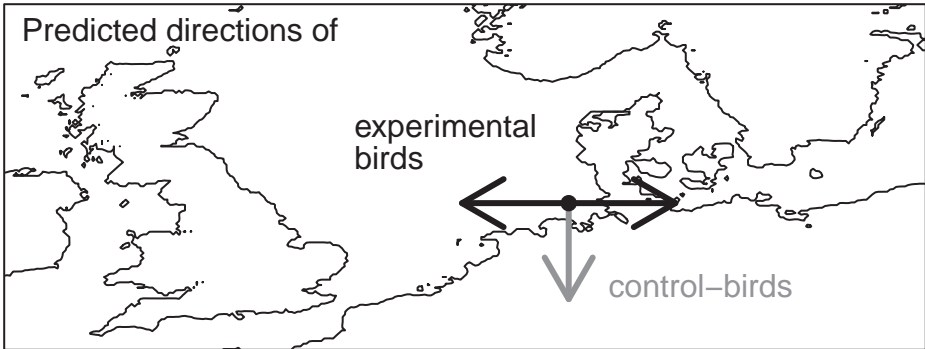 Predicted directions of
experimental
birds
control−birds